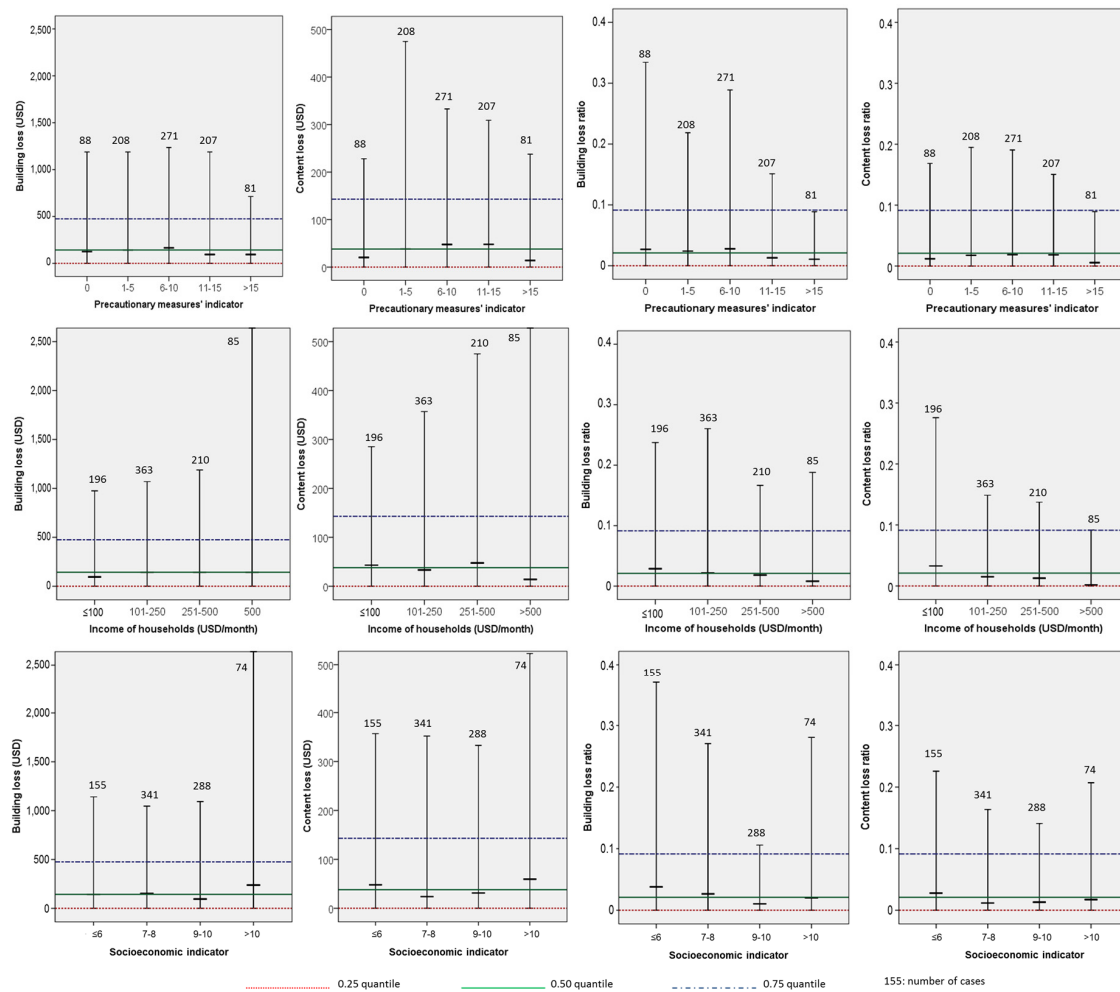 2,500
2,000
1,500
1,000
500
0
Building loss (USD)
88 208 271 207 81
0 1-5 6-10 11-15 >15
Precautionary measures' indicator
500
400
300
200
100
0
Content loss (USD)
88 208 271 207 81
0 1-5 6-10 11-15 >15
Precautionary measures' indicator
0.4
0.3
0.2
0.1
0
Building loss ratio
88 208 271 207 81
0 1-5 6-10 11-15 >15
Precautionary measures' indicator
0.4
0.3
0.2
0.1
0
Content loss ratio
88 208 271 207 81
0 1-5 6-10 11-15 >15
Precautionary measures' indicator
2,500
2,000
1,500
1,000
500
0
Building loss (USD)
196 363 210 85
≤100 101-250 251-500 500
Income of households (USD/month)
500
400
300
200
100
0
Content loss (USD)
196 363 210 85
≤100 101-250 251-500 >500
Income of households (USD/month)
0.4
0.3
0.2
0.1
0
Building loss ratio
196 363 210 85
≤100 101-250 251-500 >500
Income of households (USD/month)
0.4
0.3
0.2
0.1
0
Content loss ratio
196 363 210 85
≤100 101-250 251-500 >500
Income of households (USD/month)
2,500
2,000
1,500
1,000
500
0
Building loss (USD)
155 341 288 74
≤6 7-8 9-10 >10
Socioeconomic indicator
500
400
300
200
100
0
Content loss (USD)
155 341 288 74
≤6 7-8 9-10 >10
Socioeconomic indicator
0.4
0.3
0.2
0.1
0
Building loss ratio
155 341 288 74
≤6 7-8 9-10 >10
Socioeconomic indicator
0.4
0.3
0.2
0.1
0
Content loss ratio
155 341 288 74
≤6 7-8 9-10 >10
Socioeconomic indicator
0.25 quantile 0.50 quantile 0.75 quantile 155: number of cases